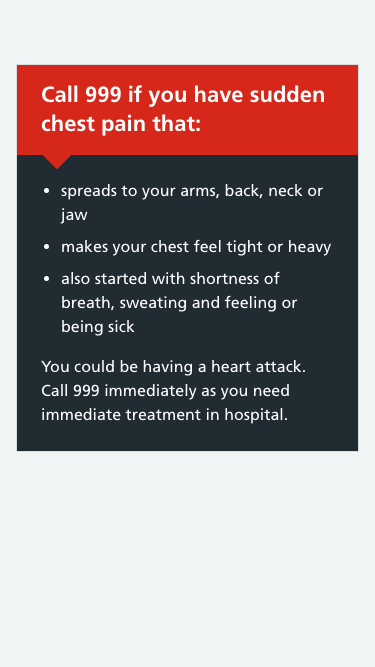 Call 999 if you have sudden
chest pain that:
• spreads to your arms, back, neck or
jaw
• makes your chest feel tight or heavy
• also started with shortness of
breath, sweating and feeling or
being sick
You could be having a heart attack.
Call 999 immediately as you need
immediate treatment in hospital.